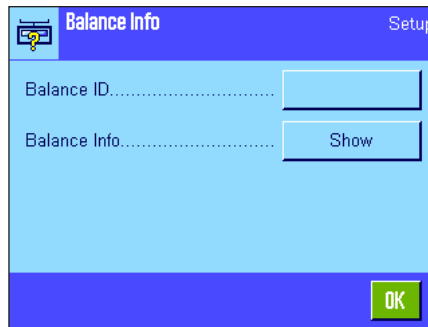 Balance Info Setup
Balance ID............................
Balance Info.......................... Show
OK